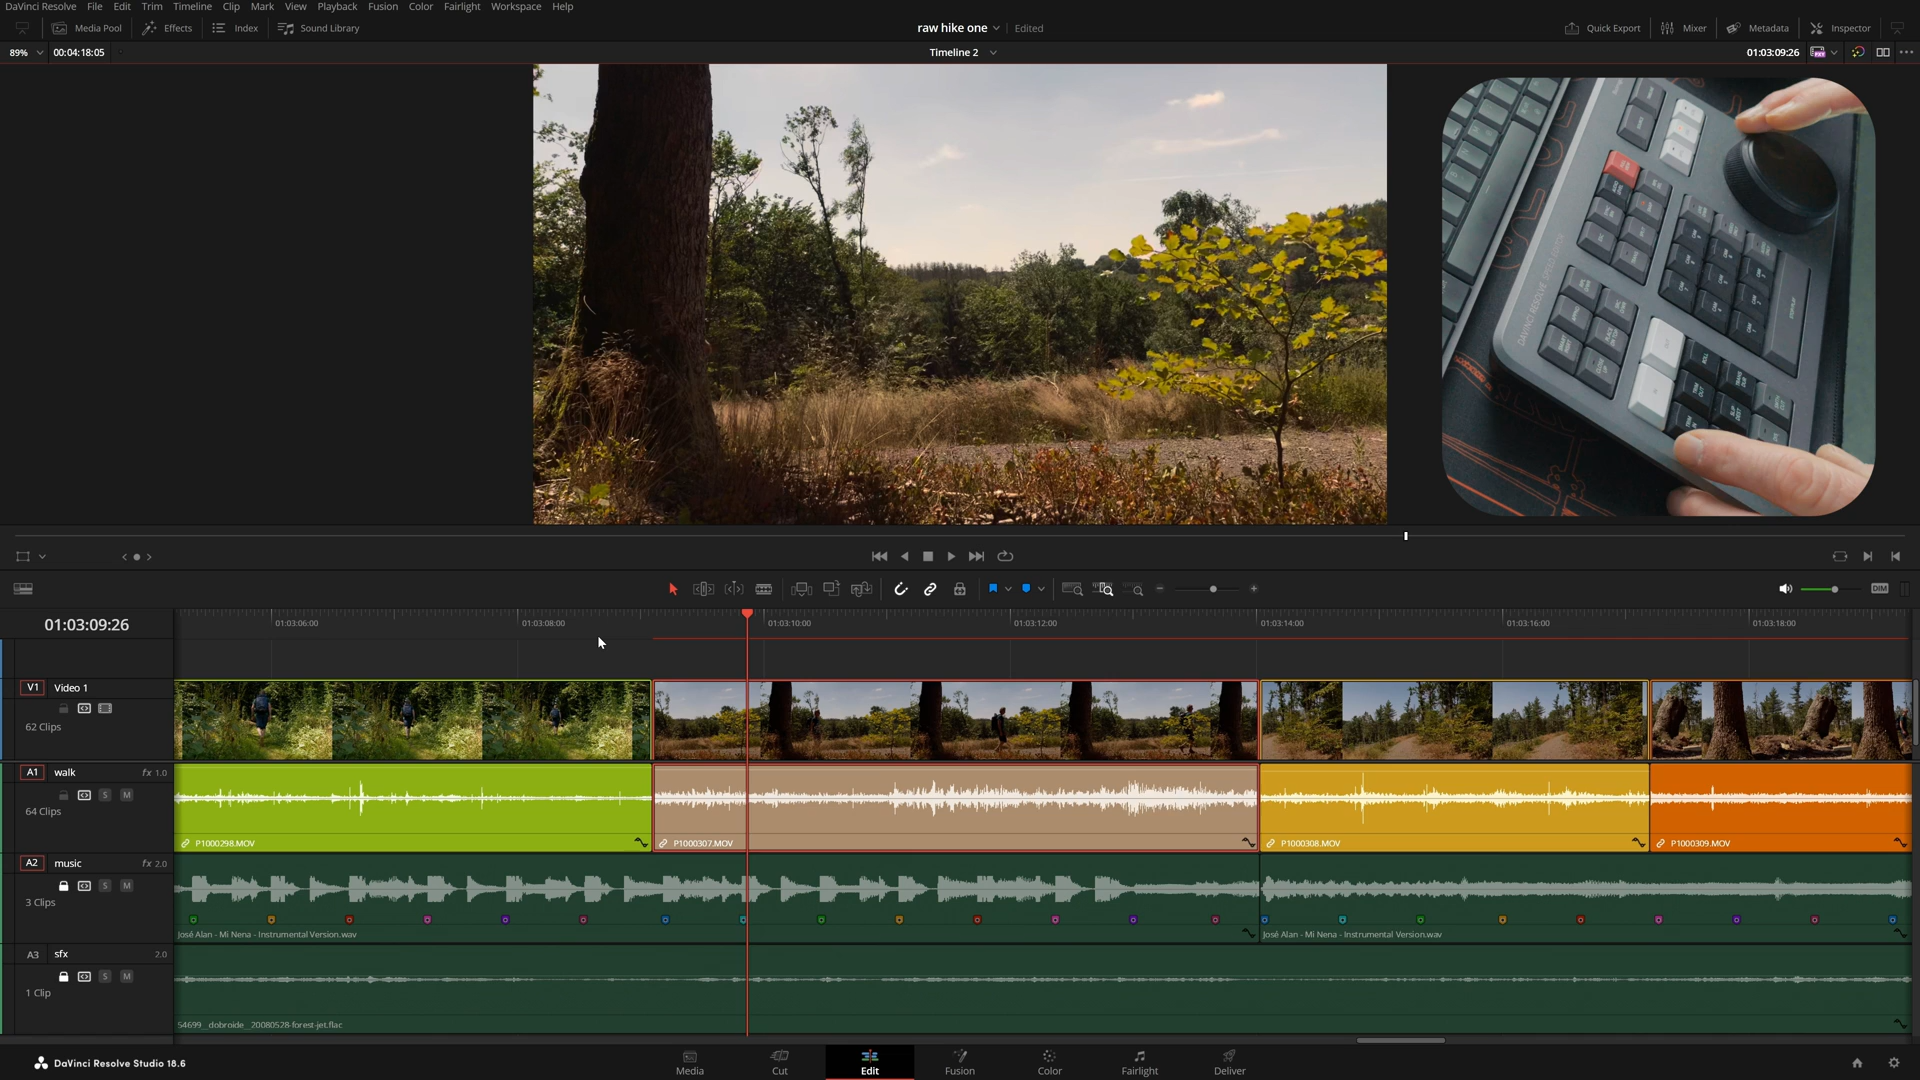 DaVinci Resolve File Edit Trim Timeline Clip Mark View Playback Fusion Color Fairlight Workspace Help
Media Pool Effects Index Sound Library raw hike one Edited Quick Export Mixer Metadata Inspector
89% 00:04:18:05 Timeline 2 01:03:09:26
DAVINCI RESOLVE SPEED EDITOR
DIM
01:03:09:26 01:03:06:00 01:03:08:00 01:03:10:00 01:03:12:00 01:03:14:00 01:03:16:00 01:03:18:00
V1 Video 1
62 Clips
A1 walk fx 1.0
S M
64 Clips
P1000298.MOV P1000307.MOV P1000308.MOV P1000309.MOV
A2 music fx 2.0
S M
3 Clips
José Alan - Mi Nena - Instrumental Version.wav José Alan - Mi Nena - Instrumental Version.wav
A3 sfx 2.0
S M
1 Clip
54699__dobroide__20080528-forest-jet.flac
DaVinci Resolve Studio 18.6 Media Cut Edit Fusion Color Fairlight Deliver